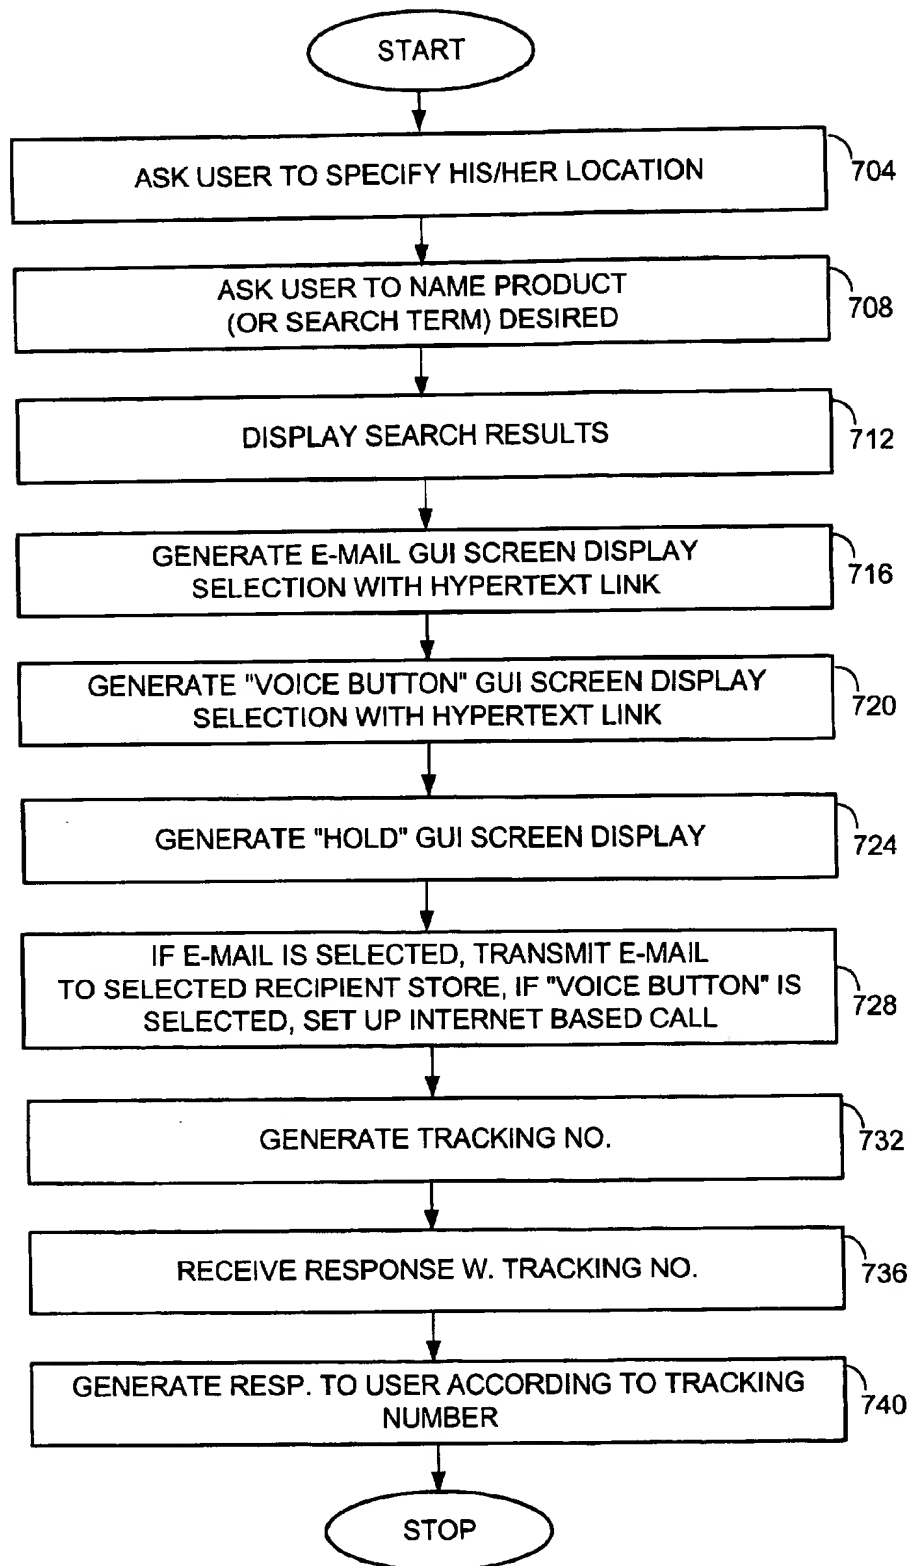 START
ASK USER TO SPECIFY HIS/HER LOCATION
704
ASK USER TO NAME PRODUCT
(OR SEARCH TERM) DESIRED
708
DISPLAY SEARCH RESULTS
712
GENERATE E-MAIL GUI SCREEN DISPLAY
SELECTION WITH HYPERTEXT LINK
716
GENERATE "VOICE BUTTON" GUI SCREEN DISPLAY
SELECTION WITH HYPERTEXT LINK
720
GENERATE "HOLD" GUI SCREEN DISPLAY
724
IF E-MAIL IS SELECTED, TRANSMIT E-MAIL
TO SELECTED RECIPIENT STORE, IF "VOICE BUTTON" IS
SELECTED, SET UP INTERNET BASED CALL
728
GENERATE TRACKING NO.
732
RECEIVE RESPONSE W. TRACKING NO.
736
GENERATE RESP. TO USER ACCORDING TO TRACKING
NUMBER
740
STOP